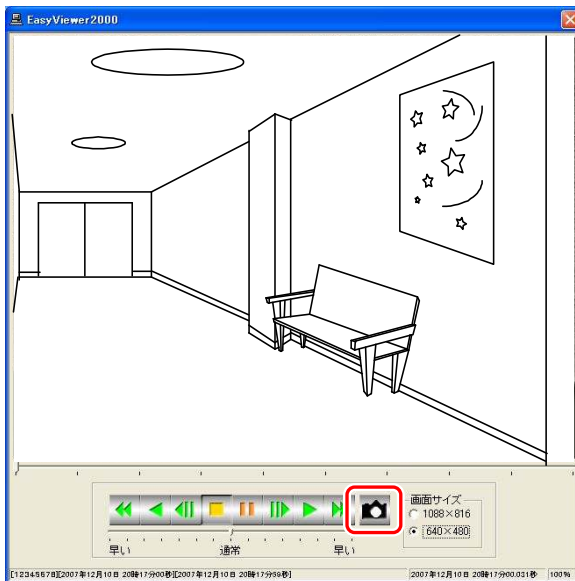 EasyViewer2000
画面サイズ
1088×816
640×480
早い 通常 早い
[12345678][2007年12月10日 20時17分00秒][2007年12月10日 20時17分59秒] 2007年12月10日 20時17分00.031秒 100%